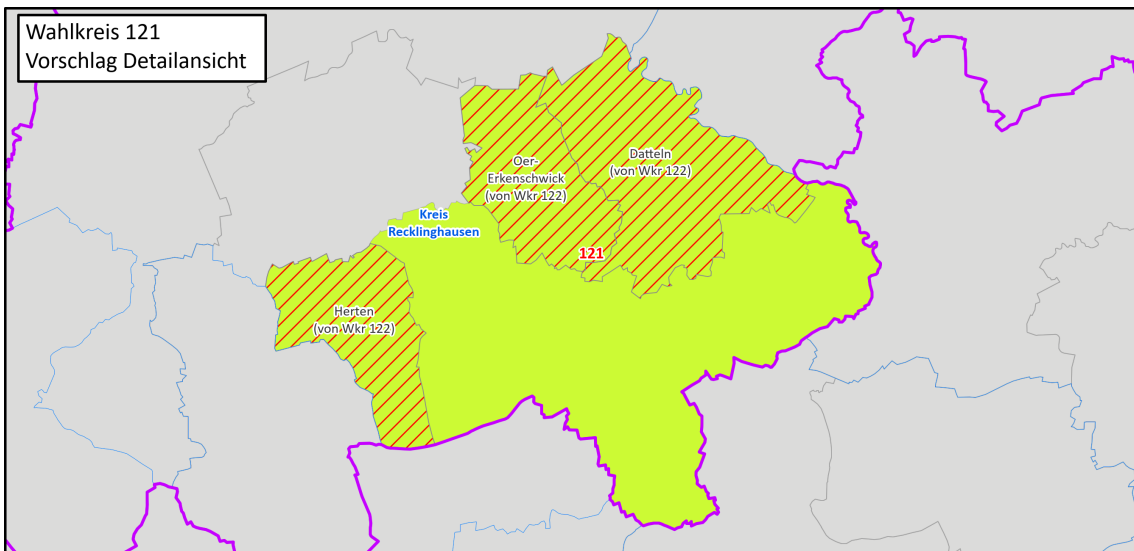 Wahlkreis 121
Vorschlag Detailansicht
Oer-
Erkenschwick
(von Wkr 122)
Datteln
(von Wkr 122)
Kreis
Recklinghausen
121
Herten
(von Wkr 122)